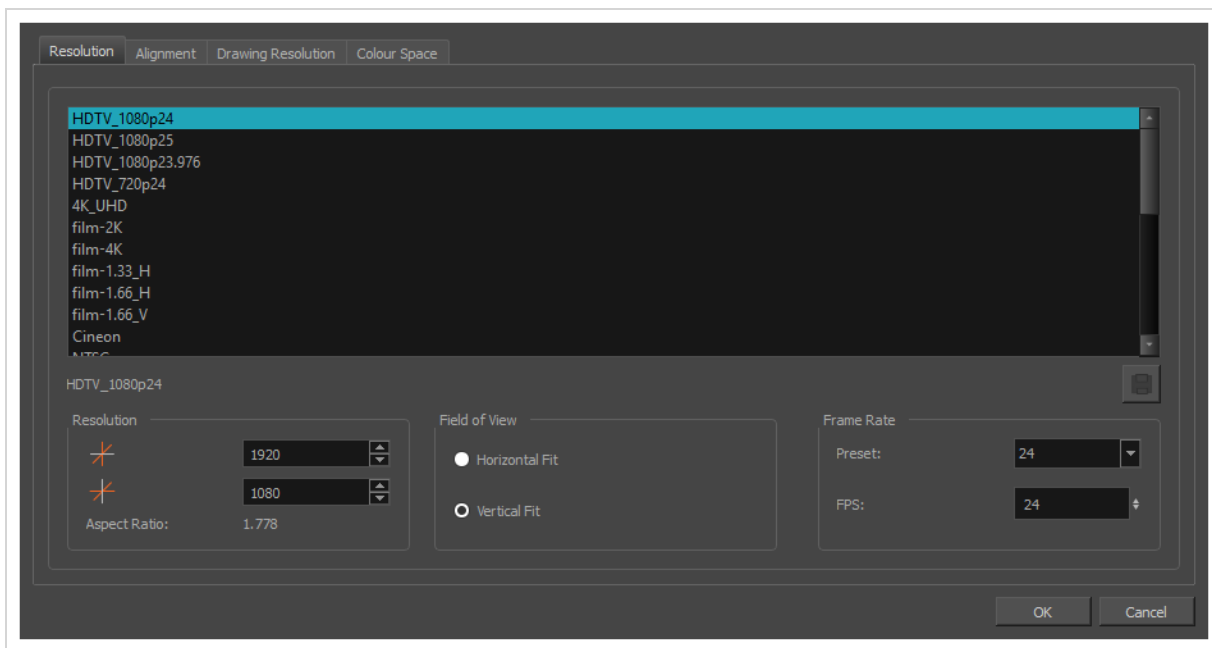 Resolution Alignment Drawing Resolution Colour Space
HDTV_1080p24
HDTV_1080p25
HDTV_1080p23.976
HDTV_720p24
4K_UHD
film-2K
film-4K
film-1.33_H
film-1.66_H
film-1.66_V
Cineon
HDTV_1080p24
Resolution
1920
1080
Aspect Ratio: 1.778
Field of View
Horizontal Fit
Vertical Fit
Frame Rate
Preset: 24
FPS: 24
OK Cancel